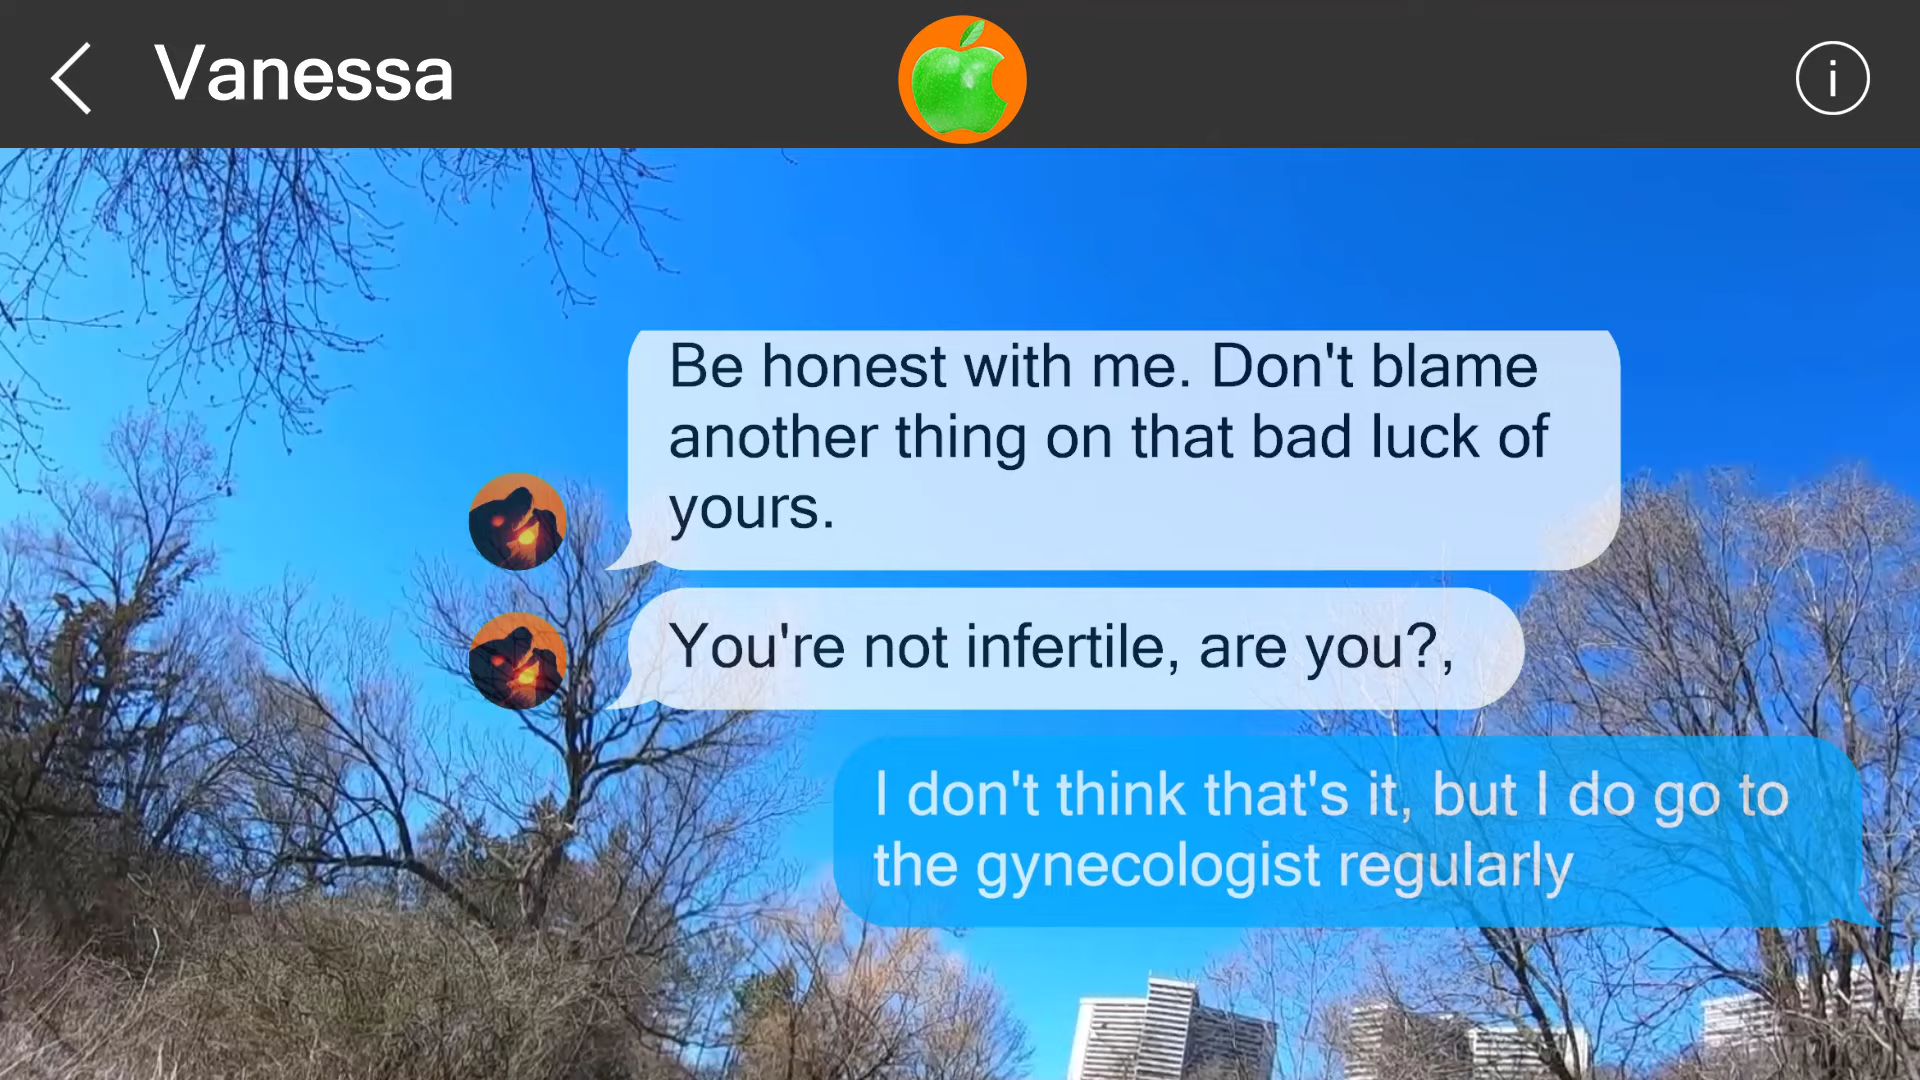 Vanessa
i
Be honest with me. Don't blame
another thing on that bad luck of
yours.
You're not infertile, are you?,
I don't think that's it, but I do go to
the gynecologist regularly